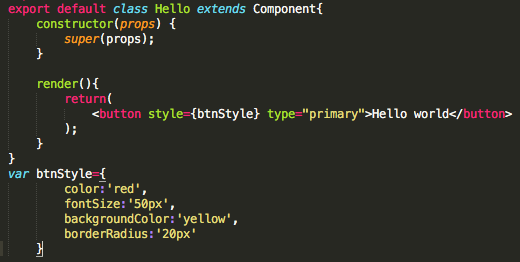 export default class Hello extends Component{
    constructor(props) {
        super(props);
    }

    render(){
        return(
            <button style={btnStyle} type="primary">Hello world</button>
        );
    }
}
var btnStyle={
        color:'red',
        fontSize:'50px',
        backgroundColor:'yellow',
        borderRadius:'20px'
    }